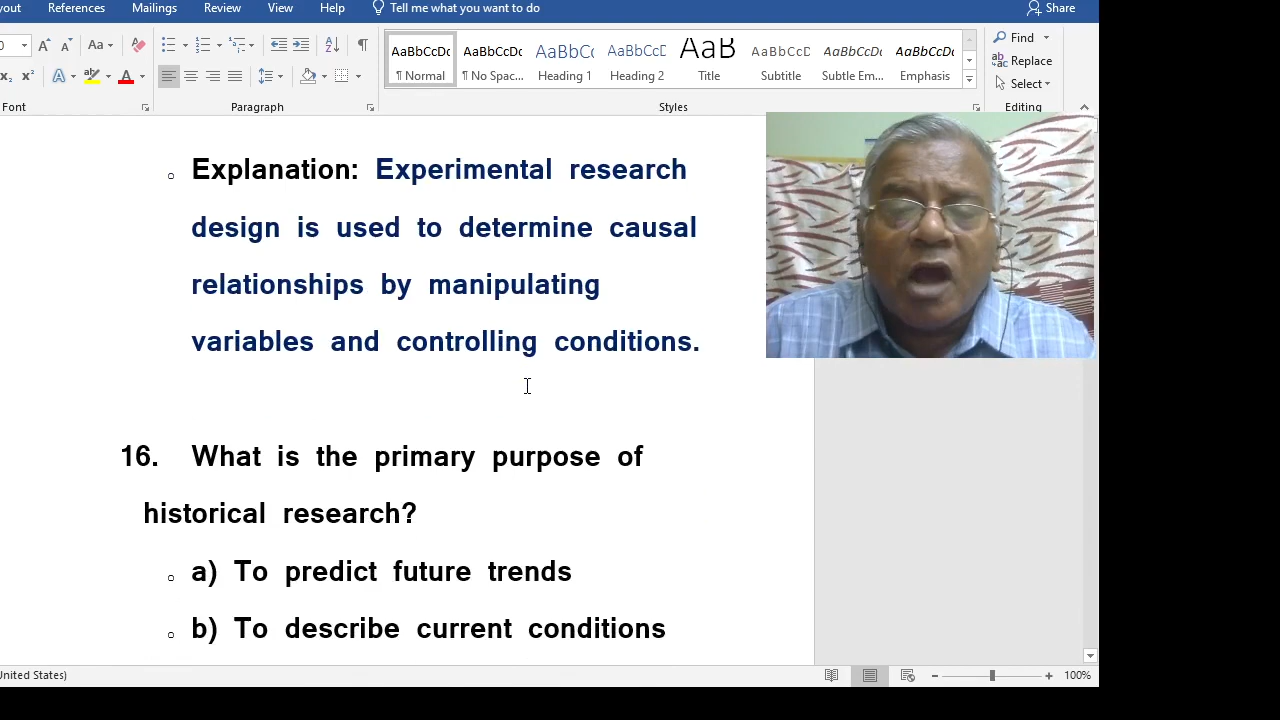 yout References Mailings Review View Help Tell me what you want to do Share
Aa Find
AaBbCcDc AaBbCcDc AaBbCc AaBbCcD AaB AaBbCcD AaBbCcDc AaBbCcDc Replace
¶ Normal ¶ No Spac... Heading 1 Heading 2 Title Subtitle Subtle Em... Emphasis Select
Font Paragraph Styles Editing
Explanation: Experimental research
design is used to determine causal
relationships by manipulating
variables and controlling conditions.
16. What is the primary purpose of
historical research?
a) To predict future trends
b) To describe current conditions
United States) 100%